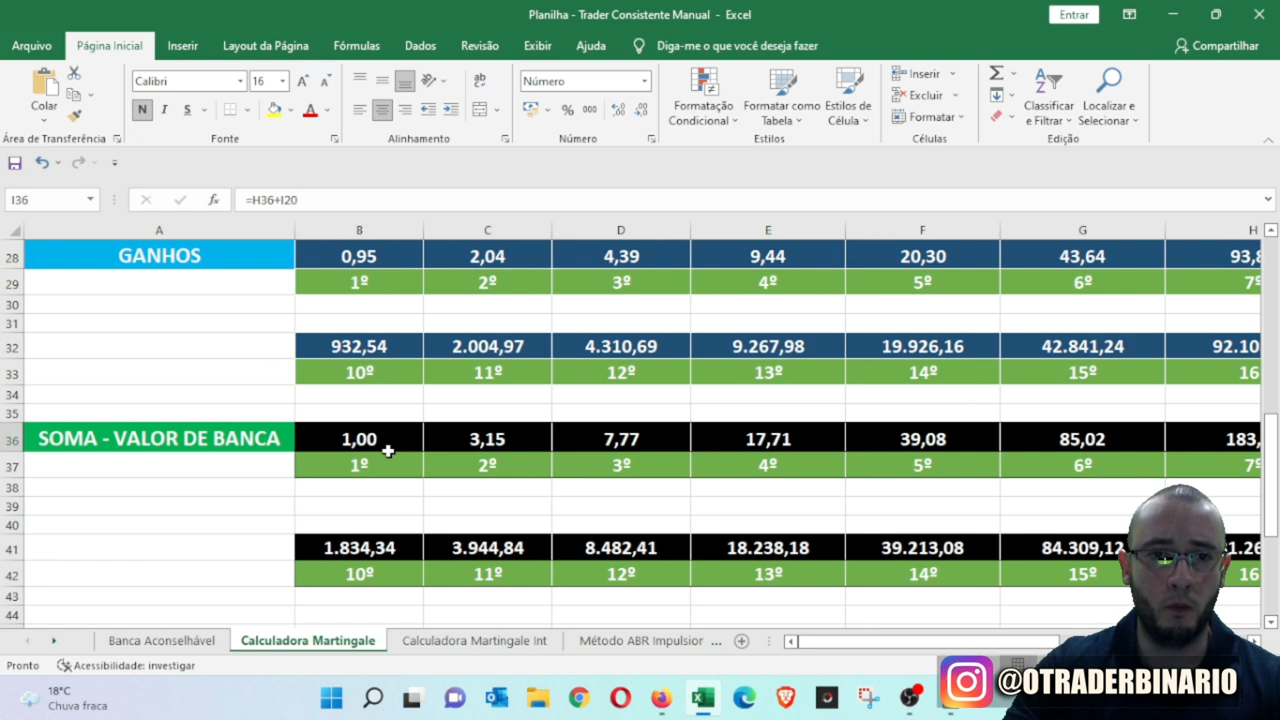 Planilha - Trader Consistente Manual - Excel
Entrar
Arquivo Página Inicial Inserir Layout da Página Fórmulas Dados Revisão Exibir Ajuda Diga-me o que você deseja fazer Compartilhar
Colar
Calibri 16
N I S
ab
Número
% 000
Formatação Condicional
Formatar como Tabela
Estilos de Célula
Inserir
Excluir
Formatar
Classificar e Filtrar
Localizar e Selecionar
Área de Transferência Fonte Alinhamento Número Estilos Células Edição
I36 fx =H36+I20
A B C D E F G H
28 GANHOS 0,95 2,04 4,39 9,44 20,30 43,64 93,8
29 1º 2º 3º 4º 5º 6º 7º
30
31
32 932,54 2.004,97 4.310,69 9.267,98 19.926,16 42.841,24 92.10
33 10º 11º 12º 13º 14º 15º 16
34
35
36 SOMA - VALOR DE BANCA 1,00 3,15 7,77 17,71 39,08 85,02 183,
37 1º 2º 3º 4º 5º 6º 7º
38
39
40
41 1.834,34 3.944,84 8.482,41 18.238,18 39.213,08 84.309,12 1.26
42 10º 11º 12º 13º 14º 15º 16
43
44
Banca Aconselhável Calculadora Martingale Calculadora Martingale Int Método ABR Impulsior ...
Pronto Acessibilidade: investigar
18°C
Chuva fraca
@OTRADERBINARIO